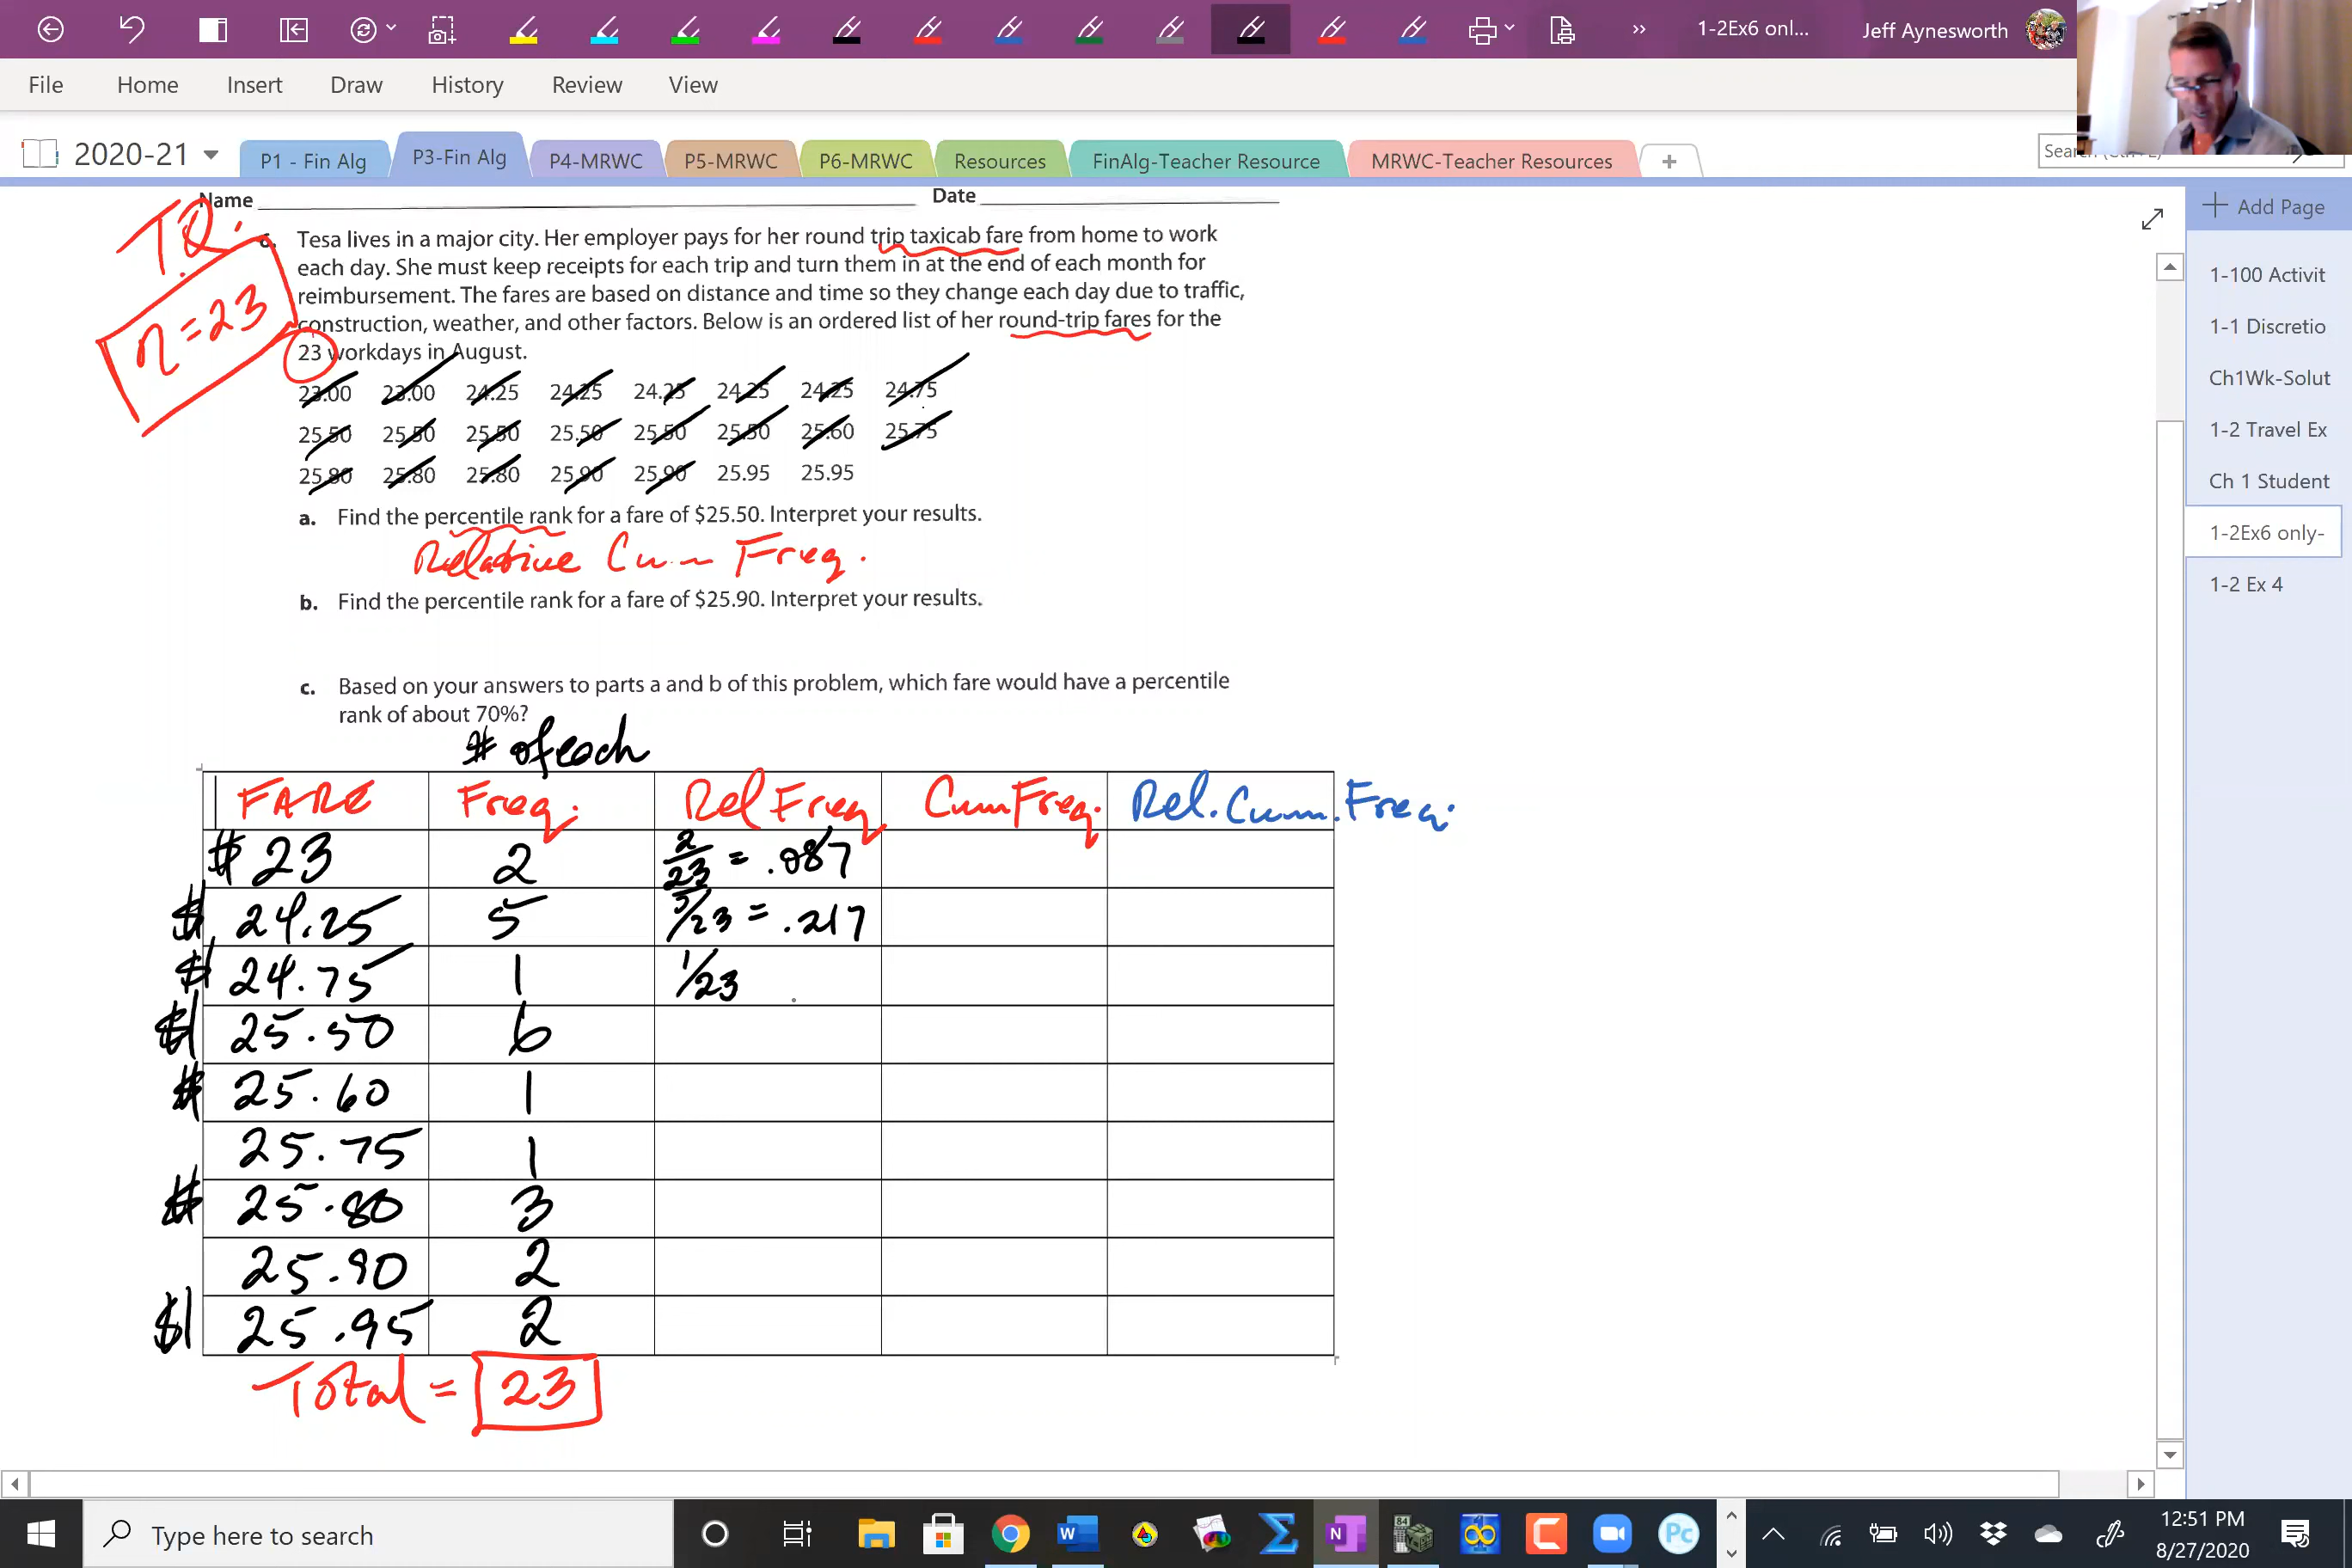 1-2Ex6 onl...
Jeff Aynesworth
File Home Insert Draw History Review View
2020-21
P1 - Fin Alg
P3-Fin Alg
P4-MRWC
P5-MRWC
P6-MRWC
Resources
FinAlg-Teacher Resource
MRWC-Teacher Resources
+
Add Page
1-100 Activit
1-1 Discretio
Ch1Wk-Solut
1-2 Travel Ex
Ch 1 Student
1-2Ex6 only-
1-2 Ex 4
Name Date
n=23
6. Tesa lives in a major city. Her employer pays for her round trip taxicab fare from home to work
each day. She must keep receipts for each trip and turn them in at the end of each month for
reimbursement. The fares are based on distance and time so they change each day due to traffic,
construction, weather, and other factors. Below is an ordered list of her round-trip fares for the
23 workdays in August.
23.00 23.00 24.25 24.25 24.25 24.25 24.25 24.75
25.50 25.50 25.50 25.50 25.50 25.50 25.60 25.75
25.80 25.80 25.80 25.90 25.90 25.95 25.95
a. Find the percentile rank for a fare of $25.50. Interpret your results.
Relative Cum Freq.
b. Find the percentile rank for a fare of $25.90. Interpret your results.
c. Based on your answers to parts a and b of this problem, which fare would have a percentile
rank of about 70%?
# of each
FARE Freq. Rel Freq Cum Freq. Rel. Cum. Freq.
$23 2 2/23 = .087
$24.25 5 5/23 = .217
$24.75 1 1/23
$25.50 6
$25.60 1
25.75 1
$25.80 3
25.90 2
$25.95 2
Total = 23
Type here to search
12:51 PM
8/27/2020